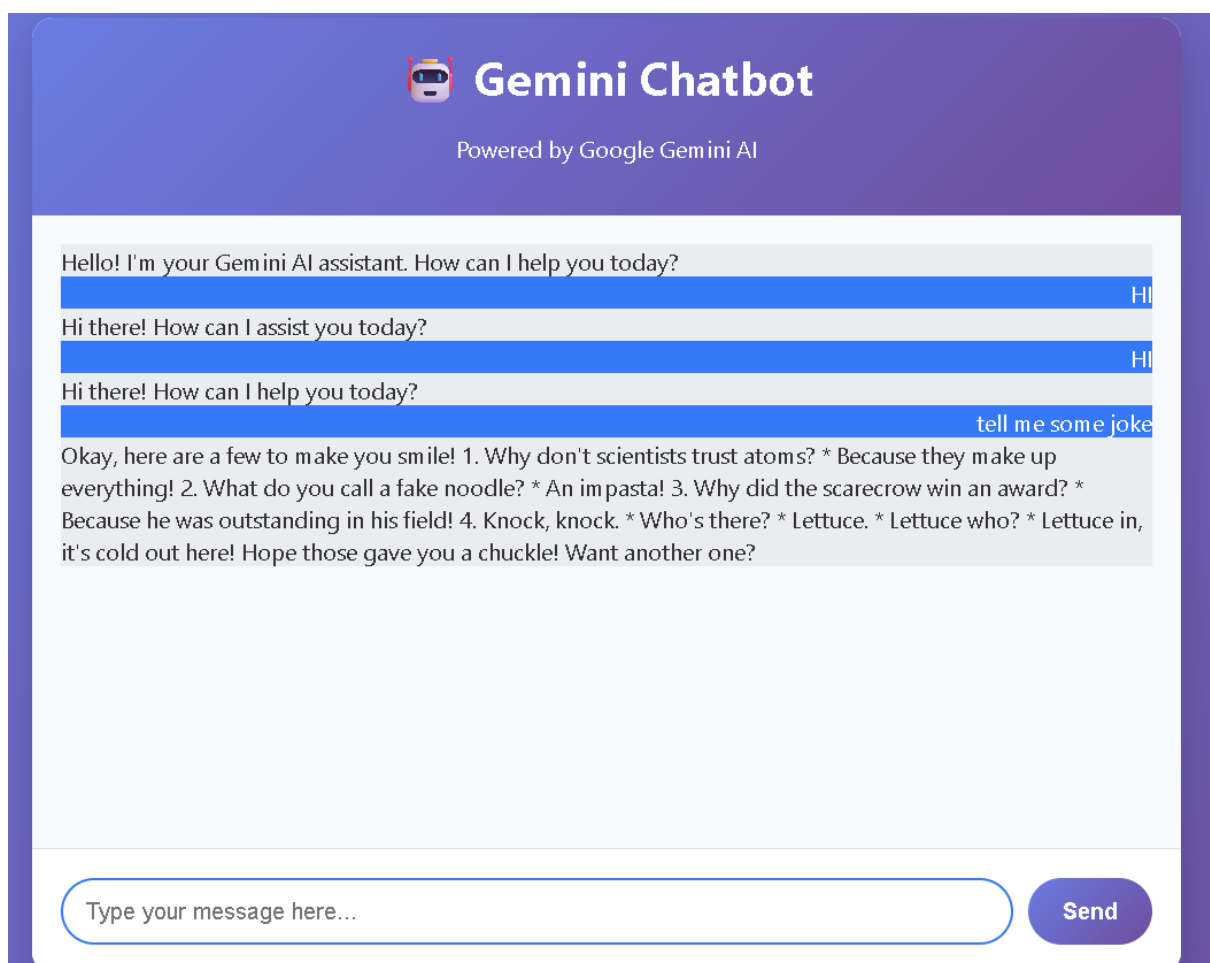 Gemini Chatbot
Powered by Google Gemini AI
Hello! I'm your Gemini AI assistant. How can I help you today?
HI
Hi there! How can I assist you today?
HI
Hi there! How can I help you today?
tell me some joke
Okay, here are a few to make you smile! 1. Why don't scientists trust atoms? * Because they make up
everything! 2. What do you call a fake noodle? * An impasta! 3. Why did the scarecrow win an award? *
Because he was outstanding in his field! 4. Knock, knock. * Who's there? * Lettuce. * Lettuce who? * Lettuce in,
it's cold out here! Hope those gave you a chuckle! Want another one?
Type your message here...
Send